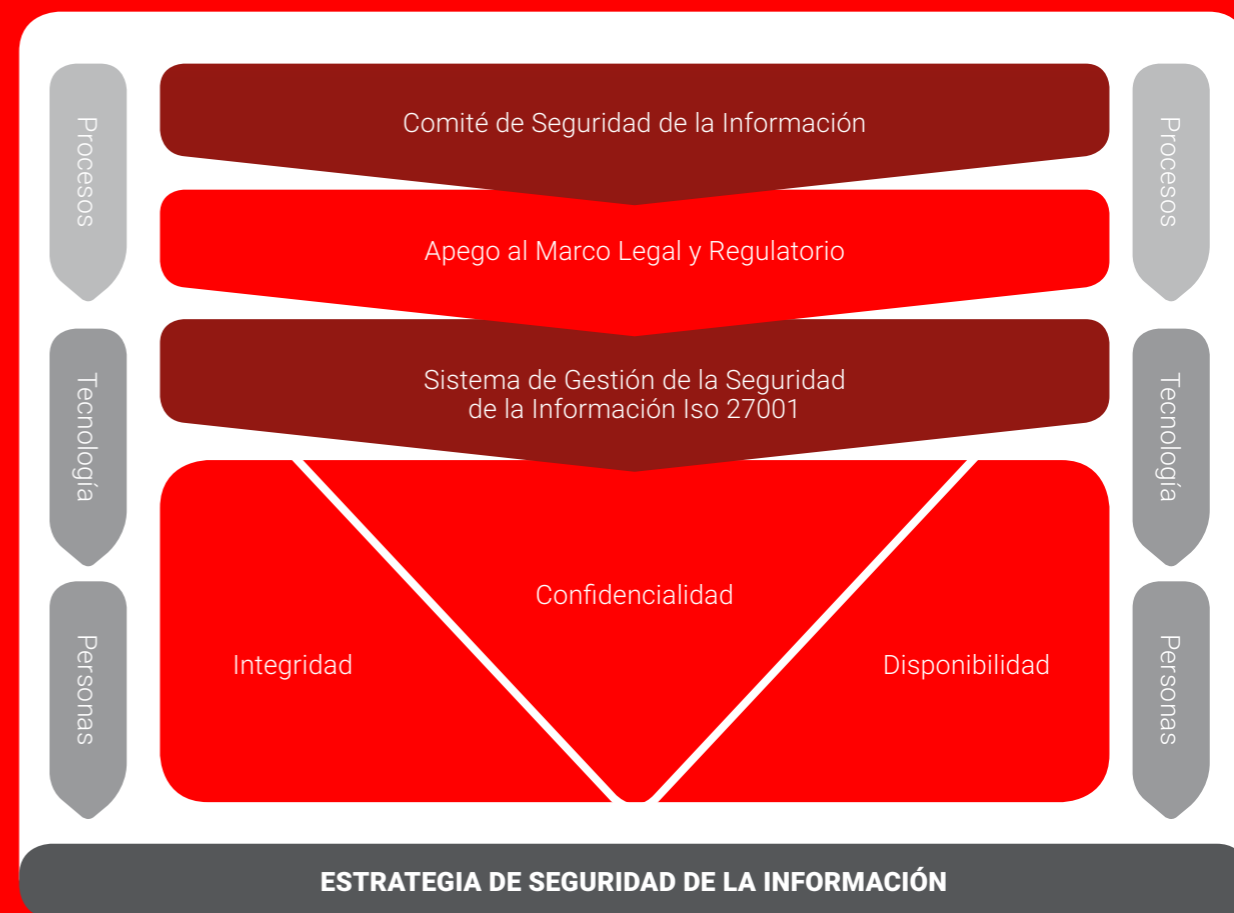 Procesos
Tecnología
Personas
Comité de Seguridad de la Información
Apego al Marco Legal y Regulatorio
Sistema de Gestión de la Seguridad
de la Información Iso 27001
Confidencialidad
Integridad
Disponibilidad
Procesos
Tecnología
Personas
ESTRATEGIA DE SEGURIDAD DE LA INFORMACIÓN